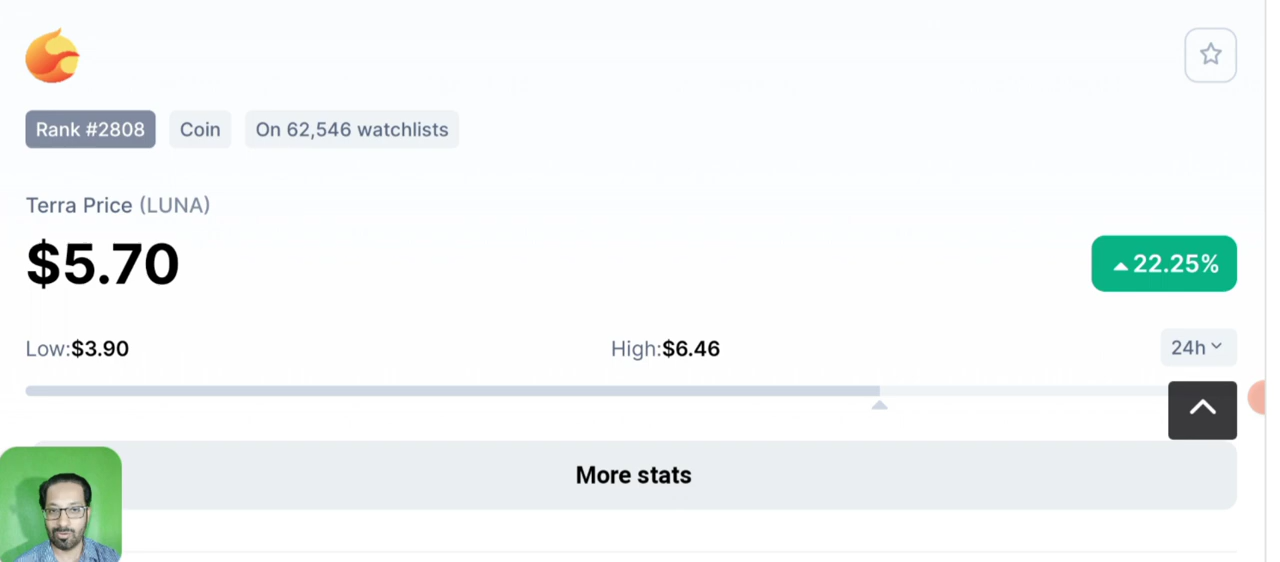 Rank #2808 Coin On 62,546 watchlists
Terra Price (LUNA)
$5.70 22.25%
Low:$3.90 High:$6.46 24h
More stats